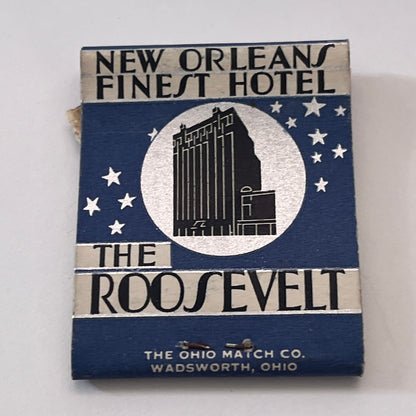 NEW ORLEANS
FINEST HOTEL
THE
ROOSEVELT
THE OHIO MATCH CO.
WADSWORTH, OHIO